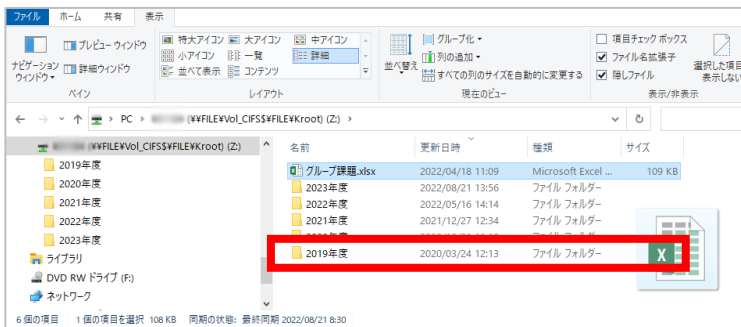 ファイル ホーム 共有 表示
ナビゲーション ウィンドウ
プレビュー ウィンドウ
詳細ウィンドウ
ペイン
特大アイコン 大アイコン 中アイコン
小アイコン 一覧 詳細
並べて表示 コンテンツ
レイアウト
並べ替え
グループ化
列の追加
すべての列のサイズを自動的に変更する
現在のビュー
項目チェック ボックス
ファイル名拡張子
隠しファイル
選択した項目
表示しない
表示/非表示
PC > (¥¥FILE¥Vol_CIFS$¥FILE¥Kroot) (Z:) >
(¥¥FILE¥Vol_CIFS$¥FILE¥Kroot) (Z:)
2019年度
2020年度
2021年度
2022年度
2023年度
ライブラリ
DVD RW ドライブ (F:)
ネットワーク
名前 更新日時 種類 サイズ
グループ課題.xlsx 2022/04/18 11:09 Microsoft Excel ... 109 KB
2023年度 2022/08/21 13:56 ファイル フォルダー
2022年度 2022/05/16 14:14 ファイル フォルダー
2021年度 2021/12/27 12:34 ファイル フォルダー
2019年度 2020/03/24 12:13 ファイル フォルダー
X
6 個の項目 1 個の項目を選択 108 KB 同期の状態: 最終同期 2022/08/21 8:30